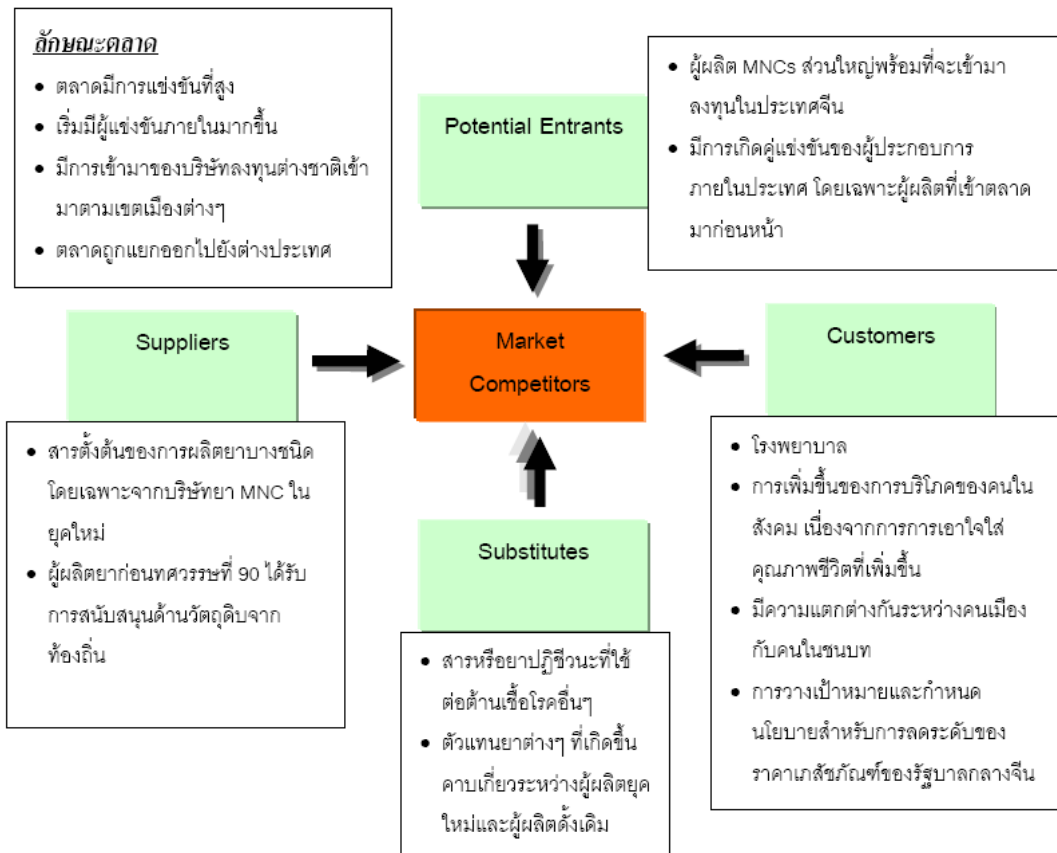 ลักษณะตลาด
• ตลาดมีการแข่งขันที่สูง
• เริ่มมีผู้แข่งขันภายในมากขึ้น
• มีการเข้ามาของบริษัทลงทุนต่างชาติเข้า
มาตามเขตเมืองต่างๆ
• ตลาดถูกแยกออกไปยังต่างประเทศ
Potential Entrants
• ผู้ผลิต MNCs ส่วนใหญ่พร้อมที่จะเข้ามา
ลงทุนในประเทศจีน
• มีการเกิดคู่แข่งขันของผู้ประกอบการ
ภายในประเทศ โดยเฉพาะผู้ผลิตที่เข้าตลาด
มาก่อนหน้า
Suppliers
Market
Competitors
Customers
• สารตั้งต้นของการผลิตยาบางชนิด
โดยเฉพาะจากบริษัทยา MNC ใน
ยุคใหม่
• ผู้ผลิตยาก่อนทศวรรษที่ 90 ได้รับ
การสนับสนุนด้านวัตถุดิบจาก
ท้องถิ่น
Substitutes
• สารหรือยาปฏิชีวนะที่ใช้
ต่อต้านเชื้อโรคอื่นๆ
• ตัวแทนยาต่างๆ ที่เกิดขึ้น
คาบเกี่ยวระหว่างผู้ผลิตยุค
ใหม่และผู้ผลิตดั้งเดิม
• โรงพยาบาล
• การเพิ่มขึ้นของการบริโภคของคนใน
สังคม เนื่องจากการการเอาใจใส่
คุณภาพชีวิตที่เพิ่มขึ้น
• มีความแตกต่างกันระหว่างคนเมือง
กับคนในชนบท
• การวางเป้าหมายและกำหนด
นโยบายสำหรับการลดระดับของ
ราคาเภสัชภัณฑ์ของรัฐบาลกลางจีน